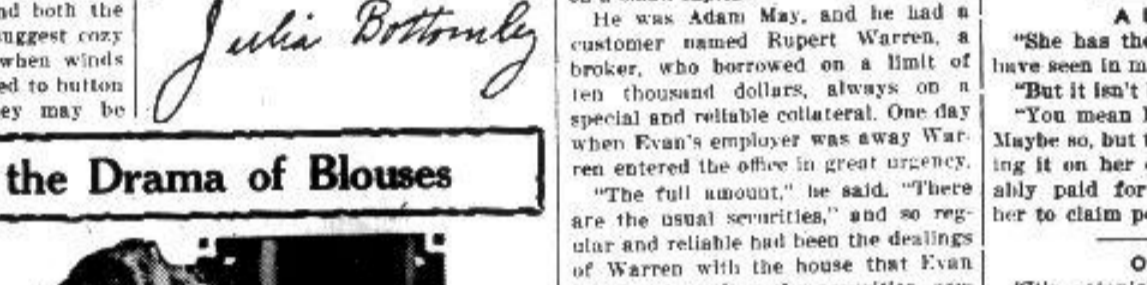 nd both the
uggest cozy
when winds
ed to button
ey may be
Julia Bottomley
the Drama of Blouses
He was Adam May, and he had a
customer named Rupert Warren, a
broker, who borrowed on a limit of
ten thousand dollars, always on a
special and reliable collateral. One day
when Evan's employer was away War-
ren entered the office in great urgency.
"The full amount," he said. "There
are the usual securities," and so reg-
ular and reliable had been the dealings
of Warren with the house that Evan
A
"She has the
have seen in m
"But it isn't
"You mean
Maybe so, but
ing it on her
ably paid for
her to claim p
O